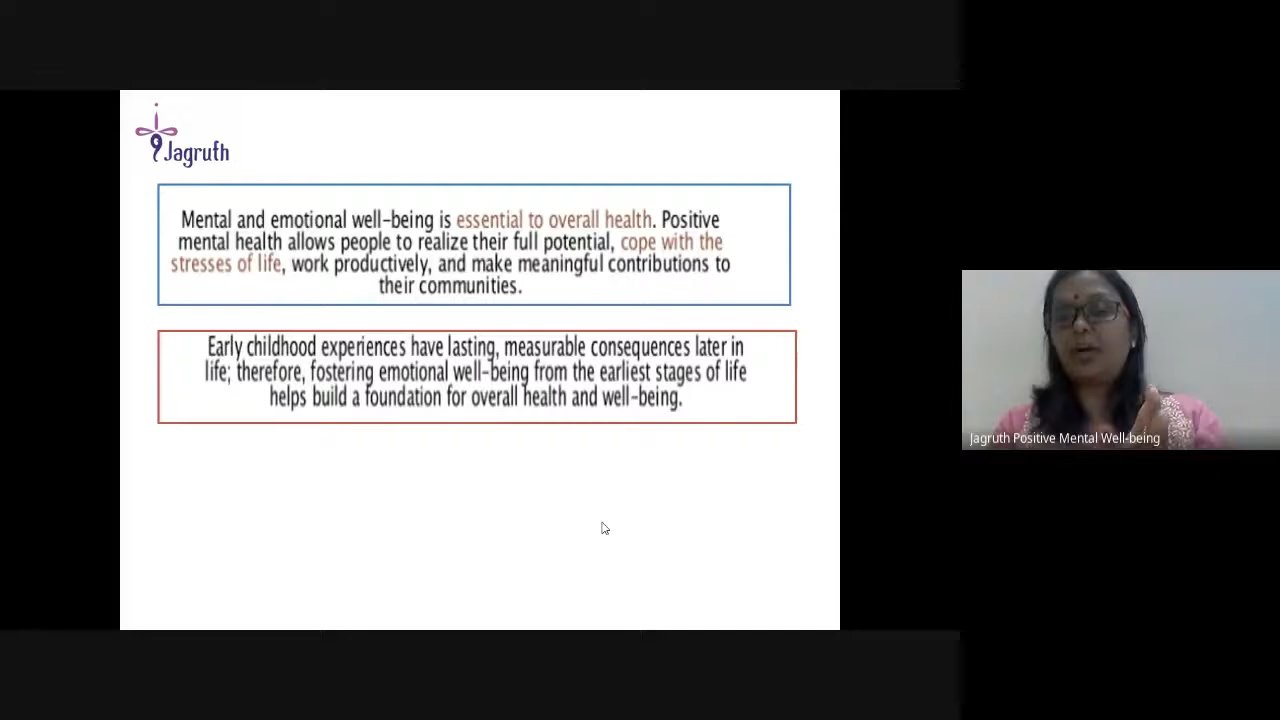 Jagruth
Mental and emotional well-being is essential to overall health. Positive
mental health allows people to realize their full potential, cope with the
stresses of life, work productively, and make meaningful contributions to
their communities.
Early childhood experiences have lasting, measurable consequences later in
life; therefore, fostering emotional well-being from the earliest stages of life
helps build a foundation for overall health and well-being.
Jagruth Positive Mental Well-being